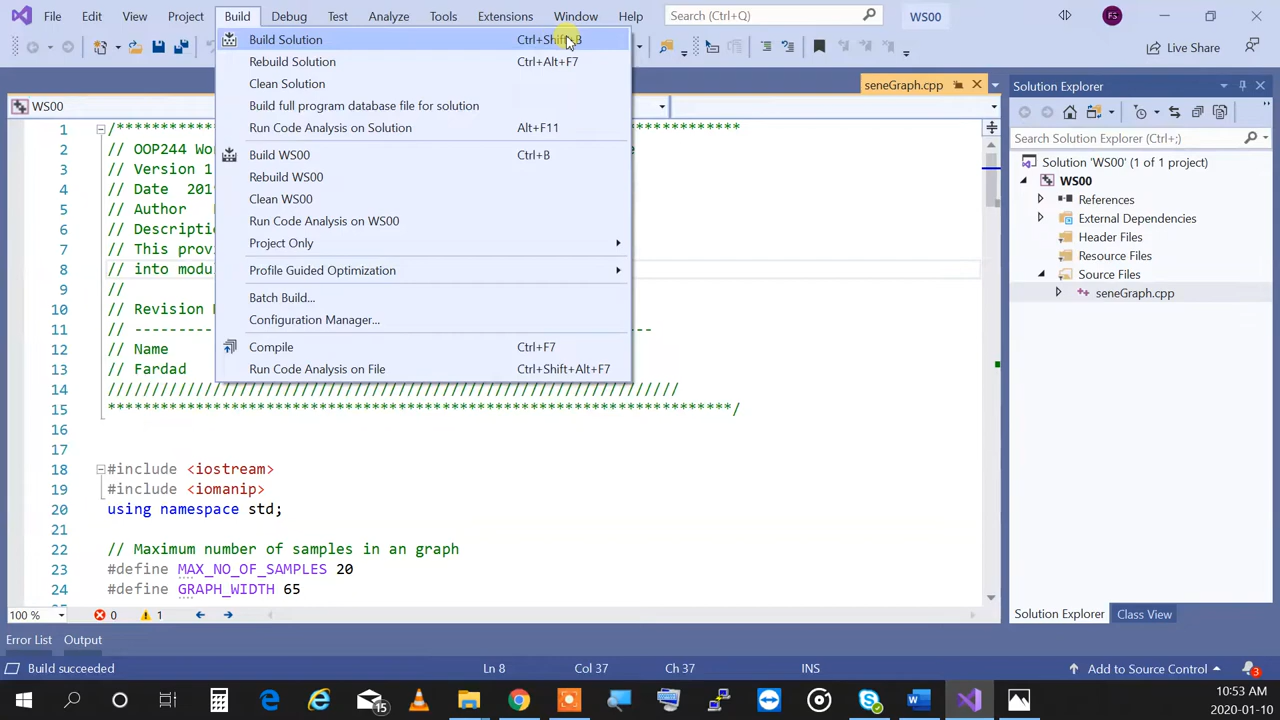 File Edit View Project Build Debug Test Analyze Tools Extensions Window Help Search (Ctrl+Q) WS00 FS
Live Share
Build Solution Ctrl+Shift+B
Rebuild Solution Ctrl+Alt+F7
Clean Solution
Build full program database file for solution
Run Code Analysis on Solution Alt+F11
Build WS00 Ctrl+B
Rebuild WS00
Clean WS00
Run Code Analysis on WS00
Project Only
Profile Guided Optimization
Batch Build...
Configuration Manager...
Compile Ctrl+F7
Run Code Analysis on File Ctrl+Shift+Alt+F7
seneGraph.cpp
WS00
1 /***************************
2 // OOP244 Wo
3 // Version 1
4 // Date 201
5 // Author
6 // Descripti
7 // This prov
8 // into modu
9 //
10 // Revision
11 // -----------
12 // Name
13 // Fardad
14 /////////////////////////////////////////////////////////////////
15 ***********************************************************************/
16
17
18 #include <iostream>
19 #include <iomanip>
20 using namespace std;
21
22 // Maximum number of samples in an graph
23 #define MAX_NO_OF_SAMPLES 20
24 #define GRAPH_WIDTH 65
100 % 0 1
Solution Explorer
Search Solution Explorer (Ctrl+;)
Solution 'WS00' (1 of 1 project)
WS00
References
External Dependencies
Header Files
Resource Files
Source Files
seneGraph.cpp
Solution Explorer Class View
Error List Output
Build succeeded Ln 8 Col 37 Ch 37 INS Add to Source Control 3
15
10:53 AM
2020-01-10